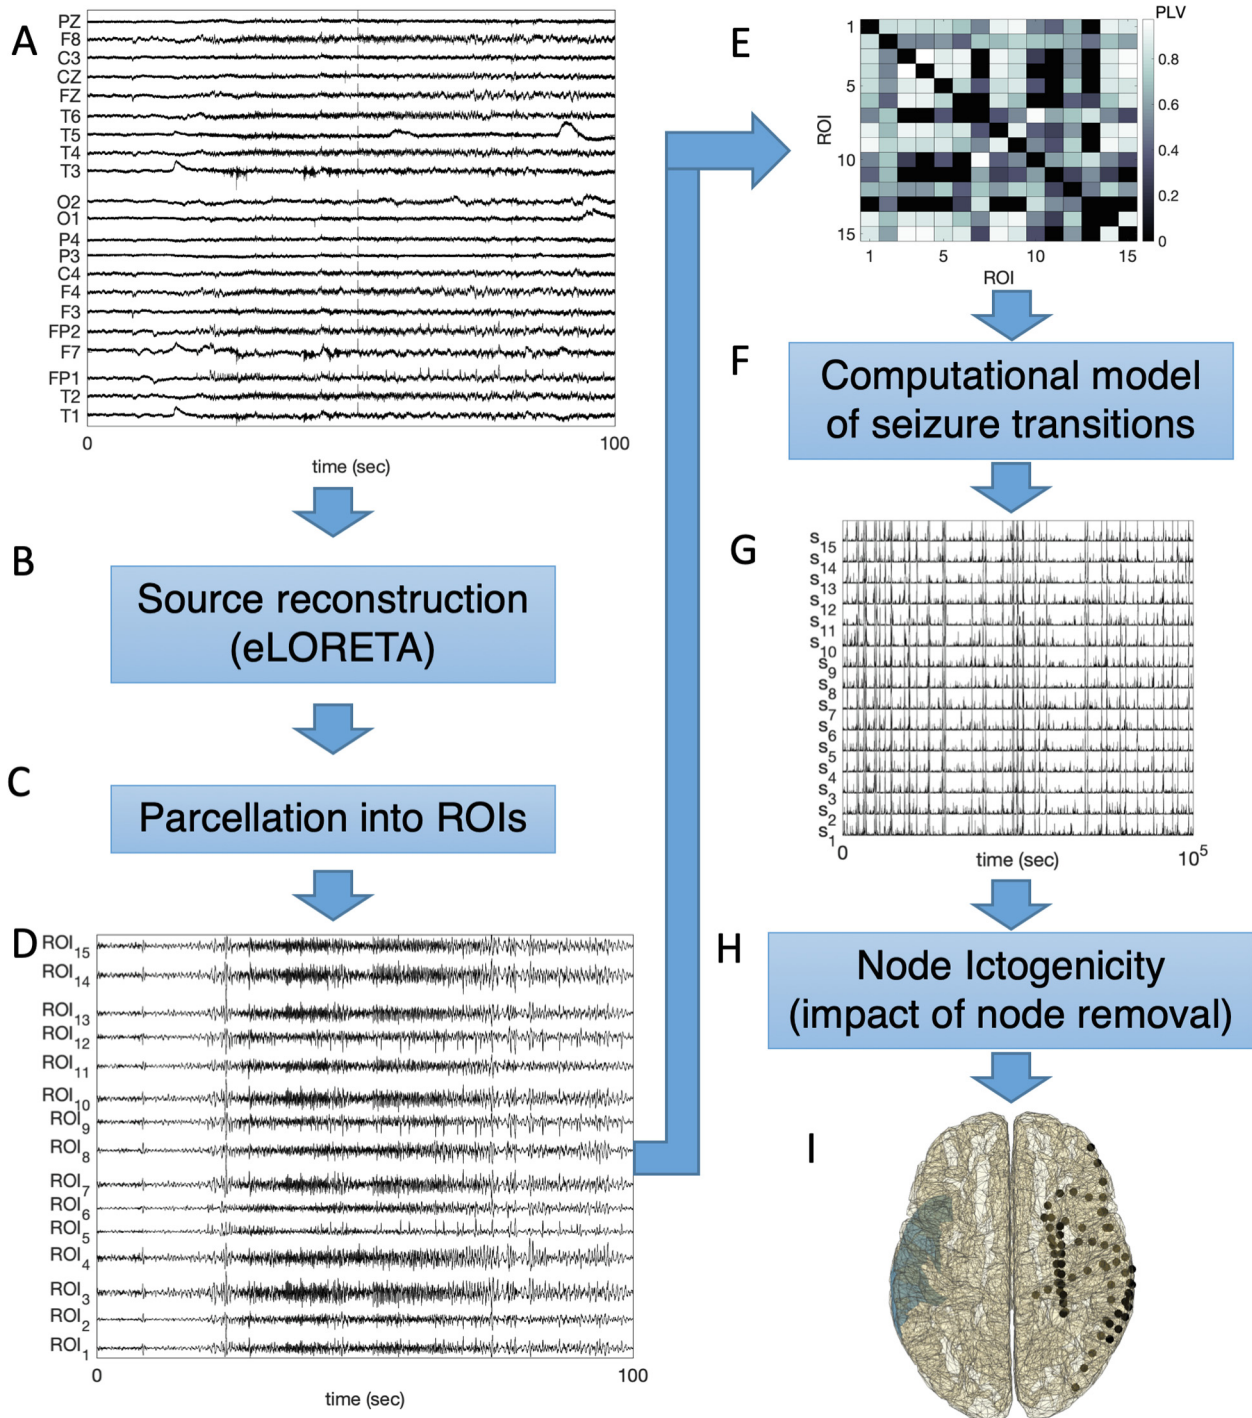 A
PZ
F8
C3
CZ
FZ
T6
T5
T4
T3
O2
O1
P4
P3
C4
F4
F3
FP2
F7
FP1
T2
T1
0 100
time (sec)
B
Source reconstruction
(eLORETA)
C
Parcellation into ROIs
D
ROI15
ROI14
ROI13
ROI12
ROI11
ROI10
ROI9
ROI8
ROI7
ROI6
ROI5
ROI4
ROI3
ROI2
ROI1
0 100
time (sec)
E
PLV
1
5
10
15
ROI
1 5 10 15
ROI
0.8
0.6
0.4
0.2
0
F
Computational model
of seizure transitions
G
S15
S14
S13
S12
S11
S10
S9
S8
S7
S6
S5
S4
S3
S2
S1
0 10^5
time (sec)
H
Node Ictogenicity
(impact of node removal)
I